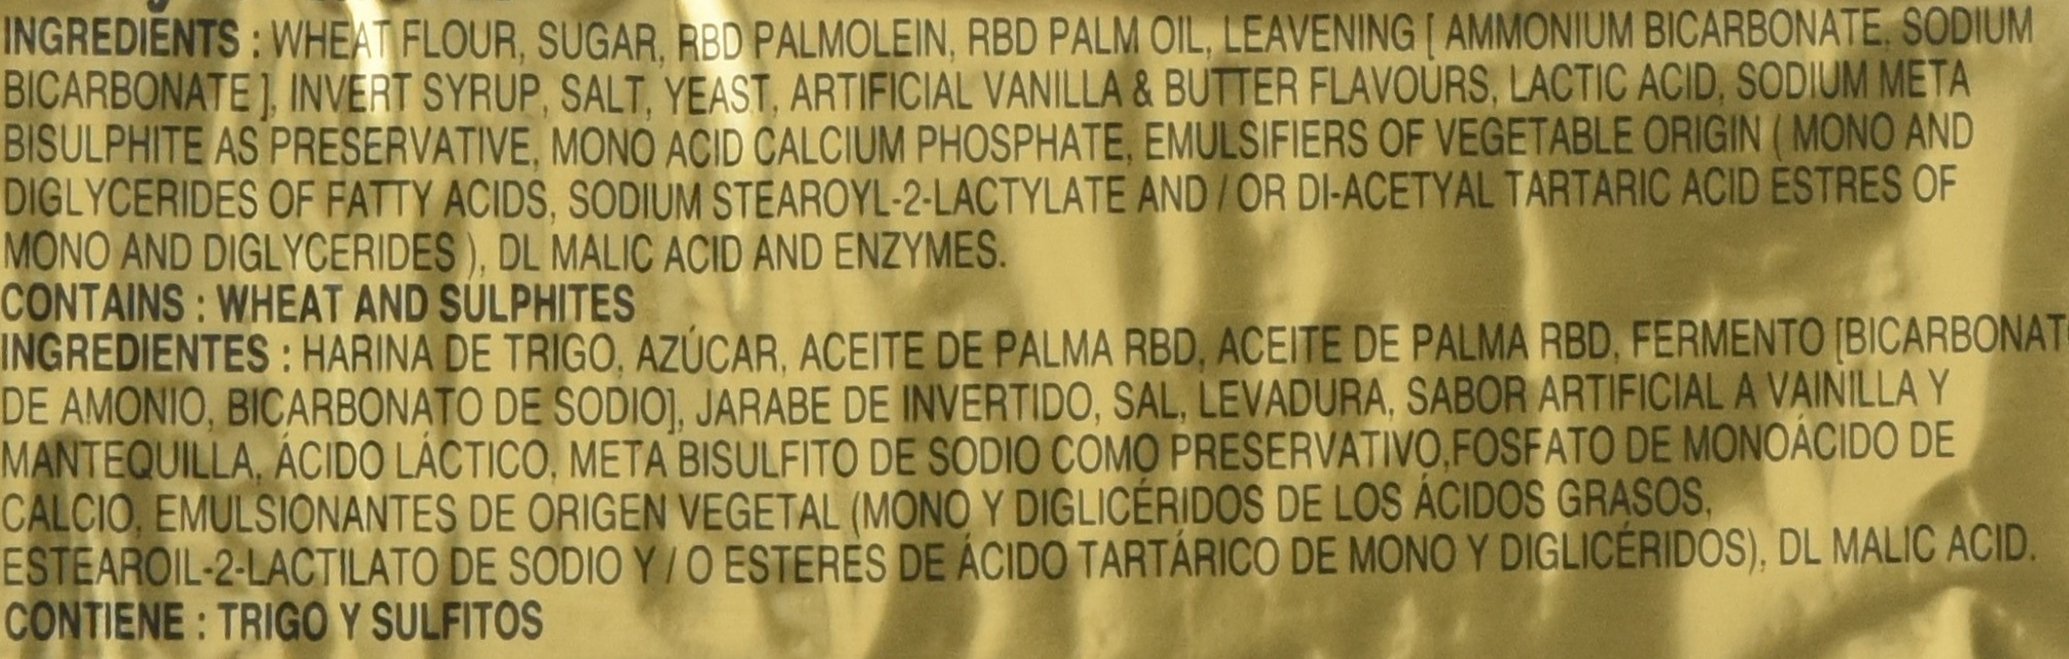 INGREDIENTS : WHEAT FLOUR, SUGAR, RBD PALMOLEIN, RBD PALM OIL, LEAVENING [ AMMONIUM BICARBONATE, SODIUM
BICARBONATE ], INVERT SYRUP, SALT, YEAST, ARTIFICIAL VANILLA & BUTTER FLAVOURS, LACTIC ACID, SODIUM META
BISULPHITE AS PRESERVATIVE, MONO ACID CALCIUM PHOSPHATE, EMULSIFIERS OF VEGETABLE ORIGIN ( MONO AND
DIGLYCERIDES OF FATTY ACIDS, SODIUM STEAROYL-2-LACTYLATE AND / OR DI-ACETYAL TARTARIC ACID ESTRES OF
MONO AND DIGLYCERIDES ), DL MALIC ACID AND ENZYMES.
CONTAINS : WHEAT AND SULPHITES
INGREDIENTES : HARINA DE TRIGO, AZÚCAR, ACEITE DE PALMA RBD, ACEITE DE PALMA RBD, FERMENTO [BICARBONAT
DE AMONIO, BICARBONATO DE SODIO], JARABE DE INVERTIDO, SAL, LEVADURA, SABOR ARTIFICIAL A VAINILLA Y
MANTEQUILLA, ÁCIDO LÁCTICO, META BISULFITO DE SODIO COMO PRESERVATIVO,FOSFATO DE MONOÁCIDO DE
CALCIO, EMULSIONANTES DE ORIGEN VEGETAL (MONO Y DIGLICÉRIDOS DE LOS ÁCIDOS GRASOS,
ESTEAROIL-2-LACTILATO DE SODIO Y / O ESTERES DE ÁCIDO TARTÁRICO DE MONO Y DIGLICÉRIDOS), DL MALIC ACID.
CONTIENE : TRIGO Y SULFITOS